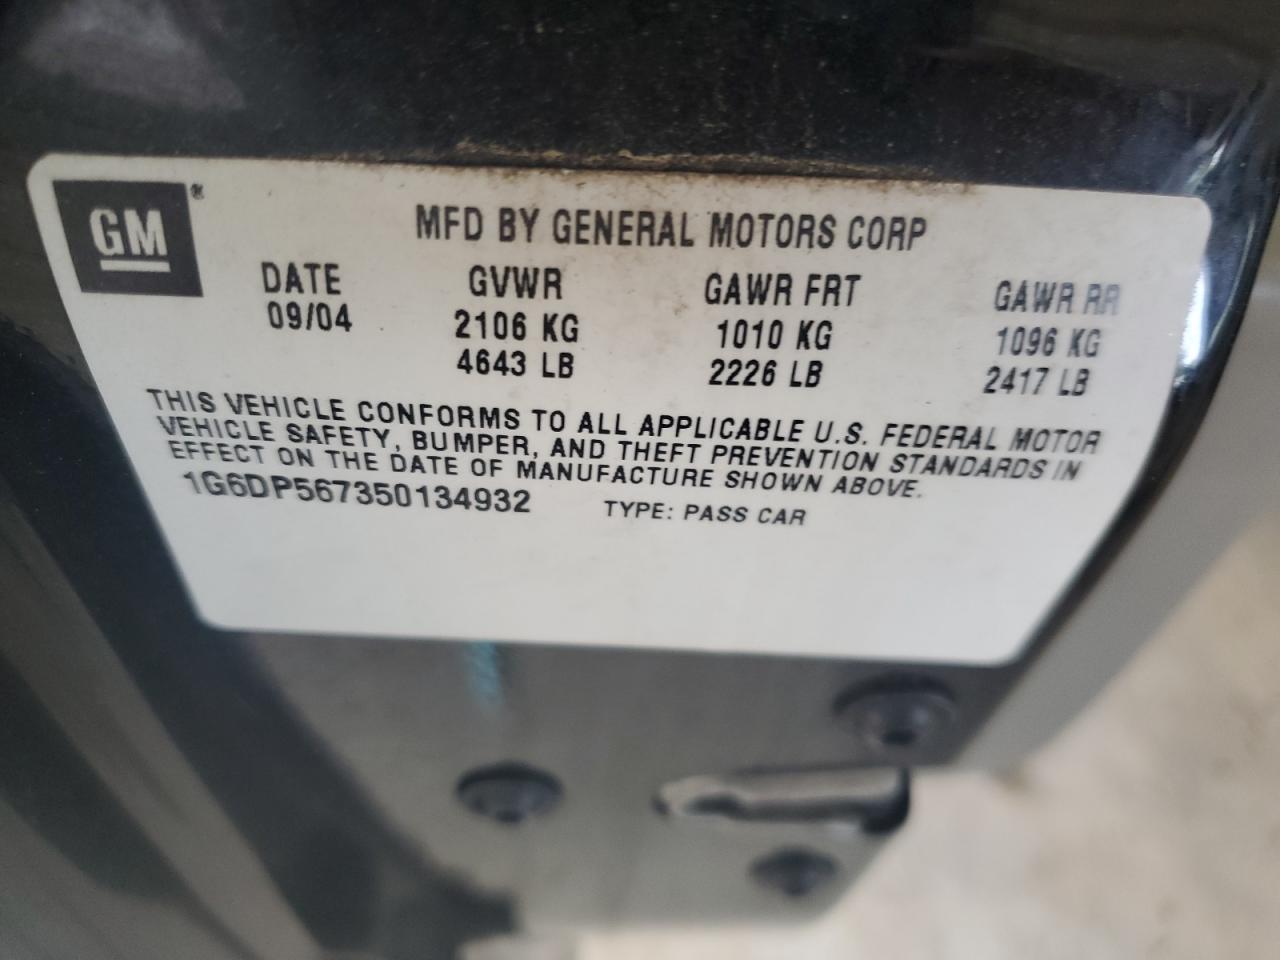 GM ®
MFD BY GENERAL MOTORS CORP
DATE GVWR GAWR FRT GAWR RR
09/04 2106 KG 1010 KG 1096 KG
4643 LB 2226 LB 2417 LB
THIS VEHICLE CONFORMS TO ALL APPLICABLE U.S. FEDERAL MOTOR
VEHICLE SAFETY, BUMPER, AND THEFT PREVENTION STANDARDS IN
EFFECT ON THE DATE OF MANUFACTURE SHOWN ABOVE.
1G6DP567350134932 TYPE: PASS CAR